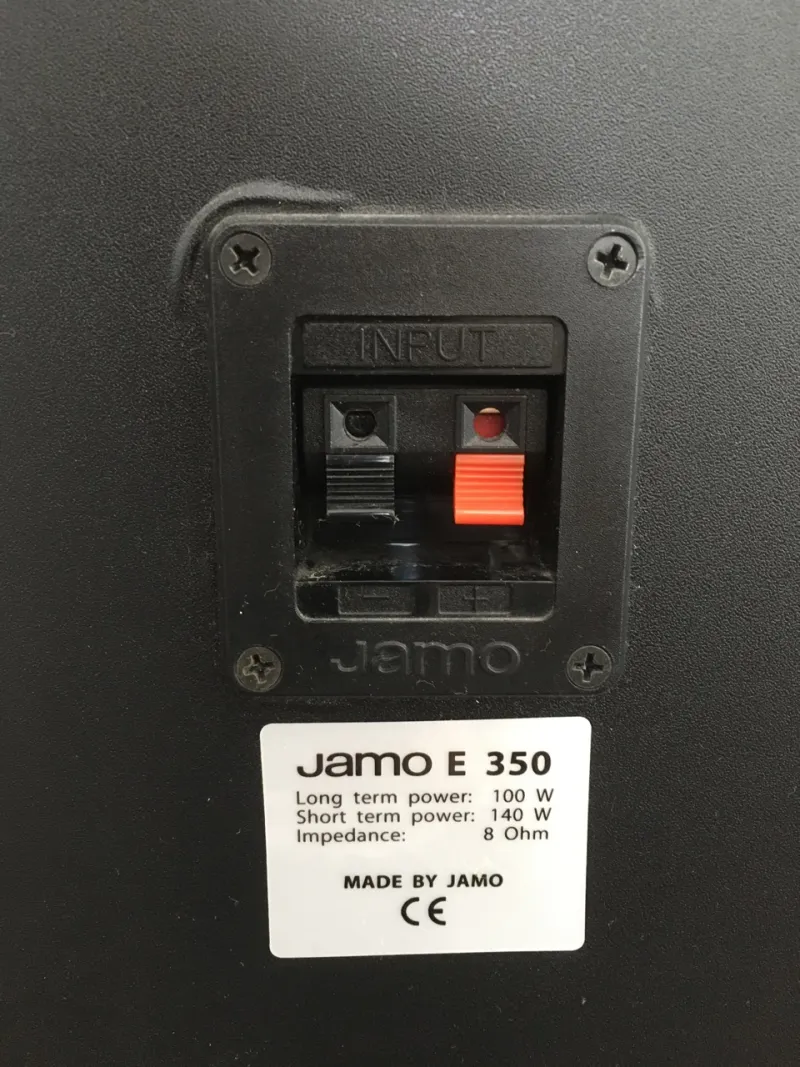 INPUT
− +
Jamo
Jamo E 350
Long term power: 100 W
Short term power: 140 W
Impedance: 8 Ohm
MADE BY JAMO
CE